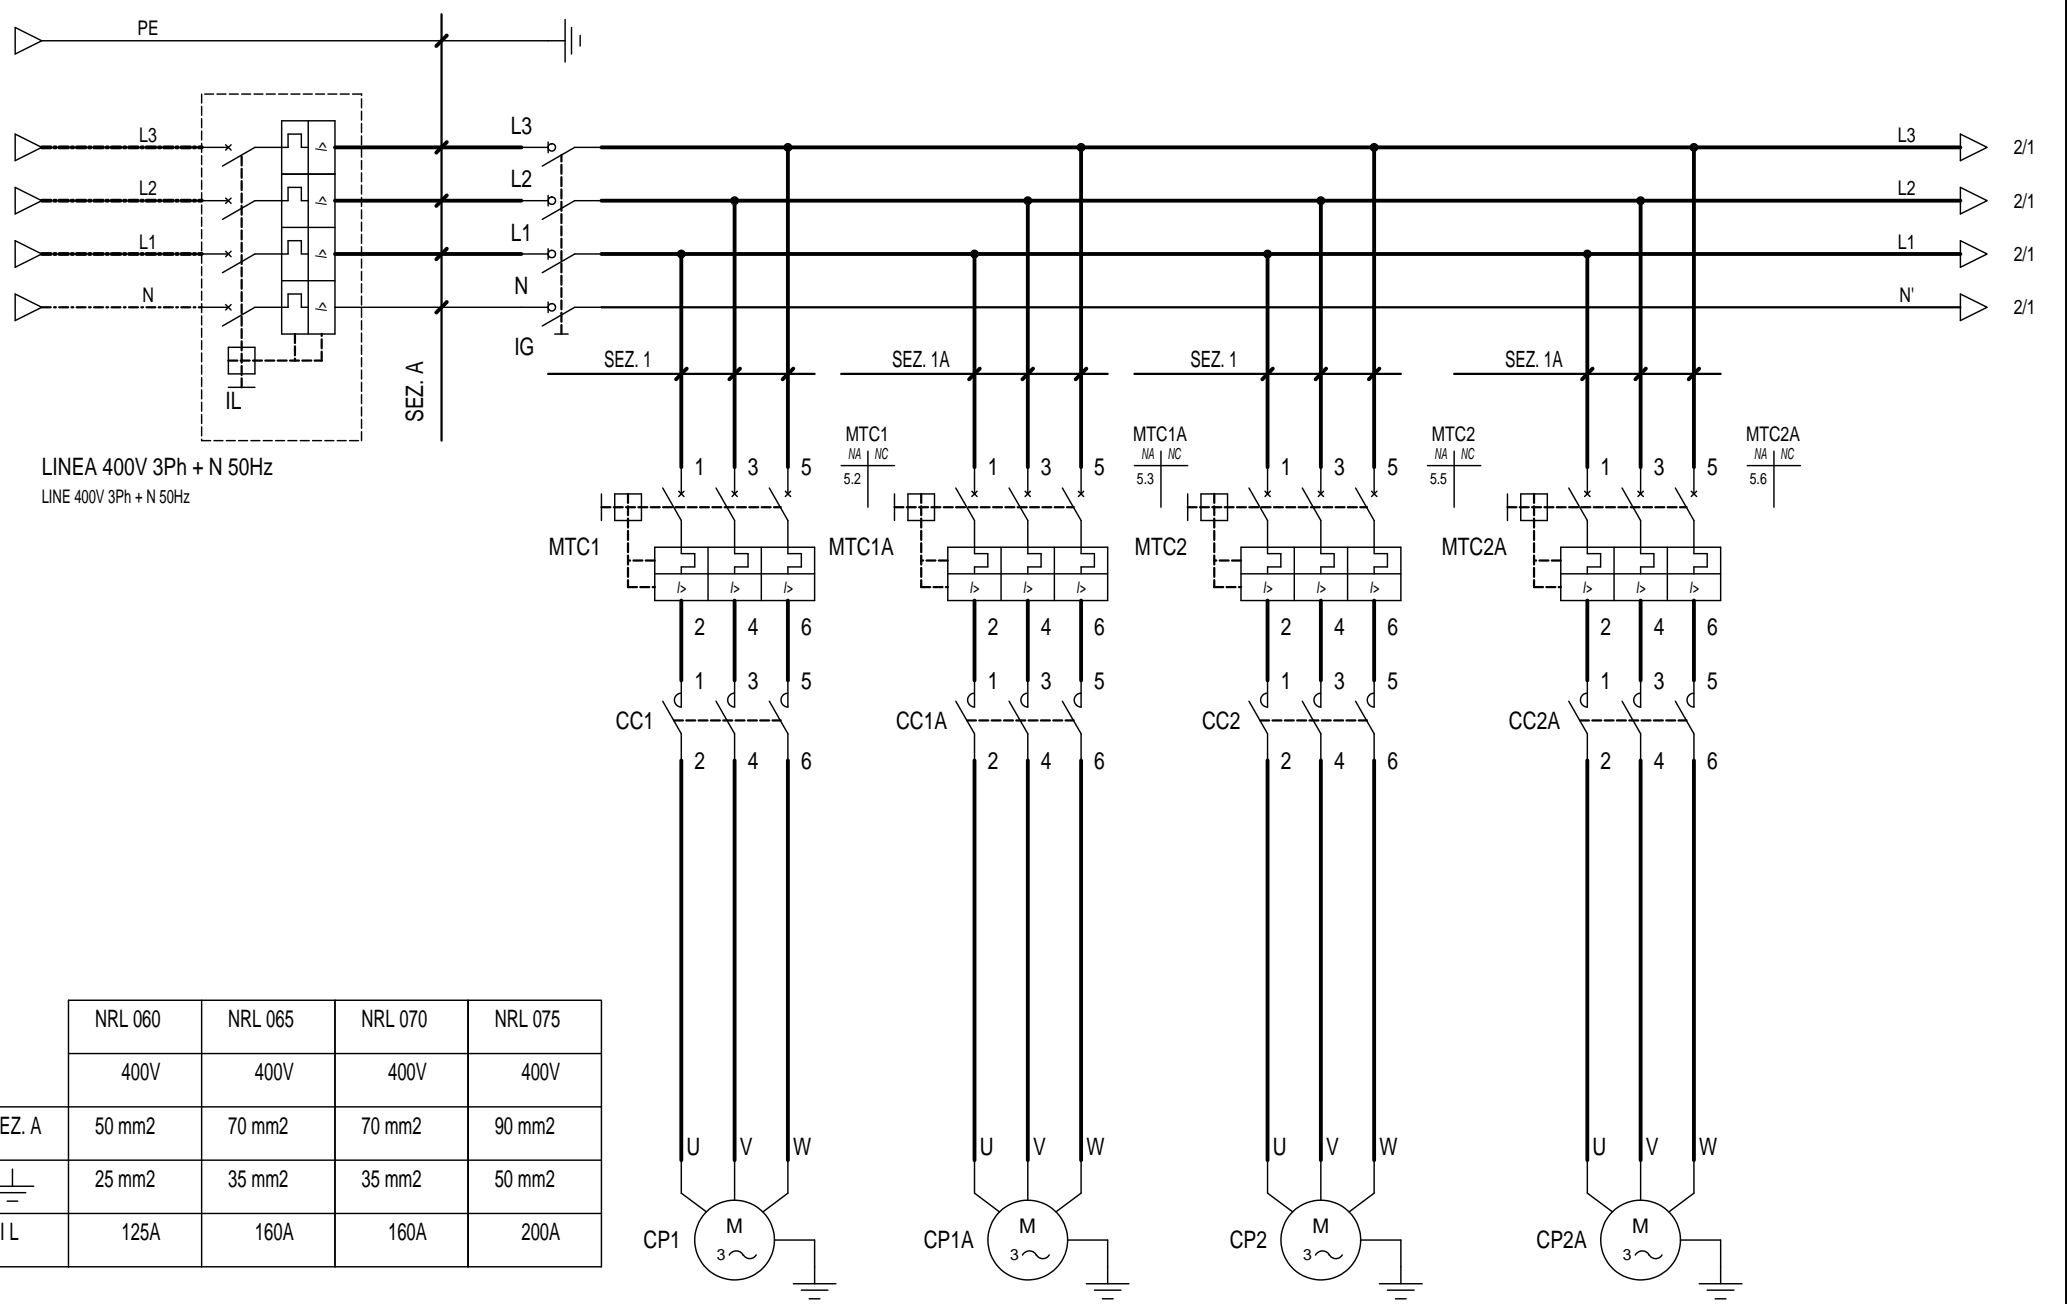 PE
L3 L3 L3 2/1
L2 L2 L2 2/1
L1 L1 L1 2/1
N N N' 2/1
IG
IL
SEZ. A
SEZ. 1 SEZ. 1A SEZ. 1 SEZ. 1A
LINEA 400V 3Ph + N 50Hz
LINE 400V 3Ph + N 50Hz
MTC1 MTC1A MTC2 MTC2A
NA NC NA NC NA NC NA NC
5.2 5.3 5.5 5.6
1 3 5 1 3 5 1 3 5 1 3 5
MTC1 MTC1A MTC2 MTC2A
I> I> I> I> I> I> I> I> I> I> I> I>
2 4 6 2 4 6 2 4 6 2 4 6
1 3 5 1 3 5 1 3 5 1 3 5
CC1 CC1A CC2 CC2A
2 4 6 2 4 6 2 4 6 2 4 6
U V W U V W U V W U V W
M M M M
CP1 CP1A CP2 CP2A
3 3 3 3
NRL 060 NRL 065 NRL 070 NRL 075
400V 400V 400V 400V
EZ. A 50 mm2 70 mm2 70 mm2 90 mm2
25 mm2 35 mm2 35 mm2 50 mm2
I L 125A 160A 160A 200A